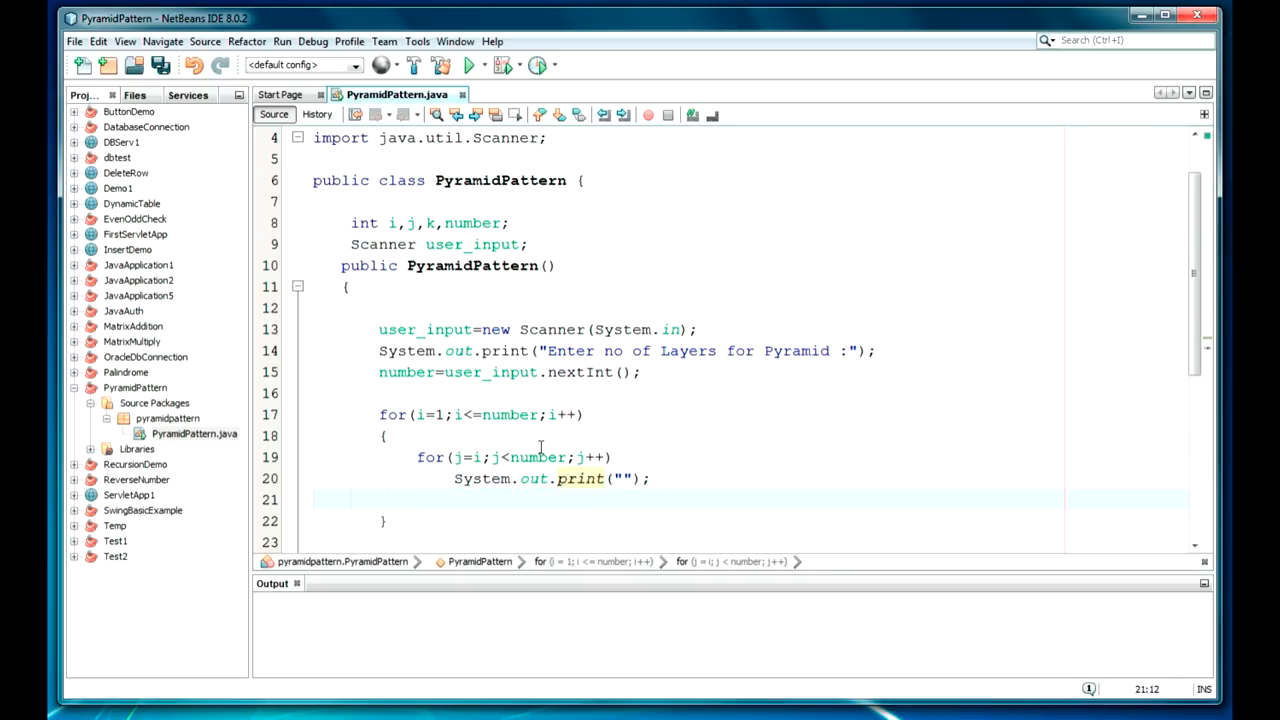 PyramidPattern - NetBeans IDE 8.0.2
File Edit View Navigate Source Refactor Run Debug Profile Team Tools Window Help
Search (Ctrl+I)
<default config>
Proj... Files Services
Start Page PyramidPattern.java
Source History
ButtonDemo
DatabaseConnection
DBServ1
dbtest
DeleteRow
Demo1
DynamicTable
EvenOddCheck
FirstServletApp
InsertDemo
JavaApplication1
JavaApplication2
JavaApplication5
JavaAuth
MatrixAddition
MatrixMultiply
OracleDbConnection
Palindrome
PyramidPattern
Source Packages
pyramidpattern
PyramidPattern.java
Libraries
RecursionDemo
ReverseNumber
ServletApp1
SwingBasicExample
Temp
Test1
Test2
4 import java.util.Scanner;
5
6 public class PyramidPattern {
7
8 int i,j,k,number;
9 Scanner user_input;
10 public PyramidPattern()
11 {
12
13 user_input=new Scanner(System.in);
14 System.out.print("Enter no of Layers for Pyramid :");
15 number=user_input.nextInt();
16
17 for(i=1;i<=number;i++)
18 {
19 for(j=i;j<number;j++)
20 System.out.print("");
21
22 }
23
pyramidpattern.PyramidPattern PyramidPattern for (i = 1; i <= number; i++) for (j = i; j < number; j++)
Output
1 21:12 INS